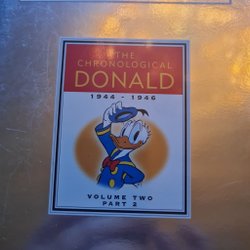 THE
CHRONOLOGICAL
DONALD
1944 - 1946
VOLUME TWO
PART 2